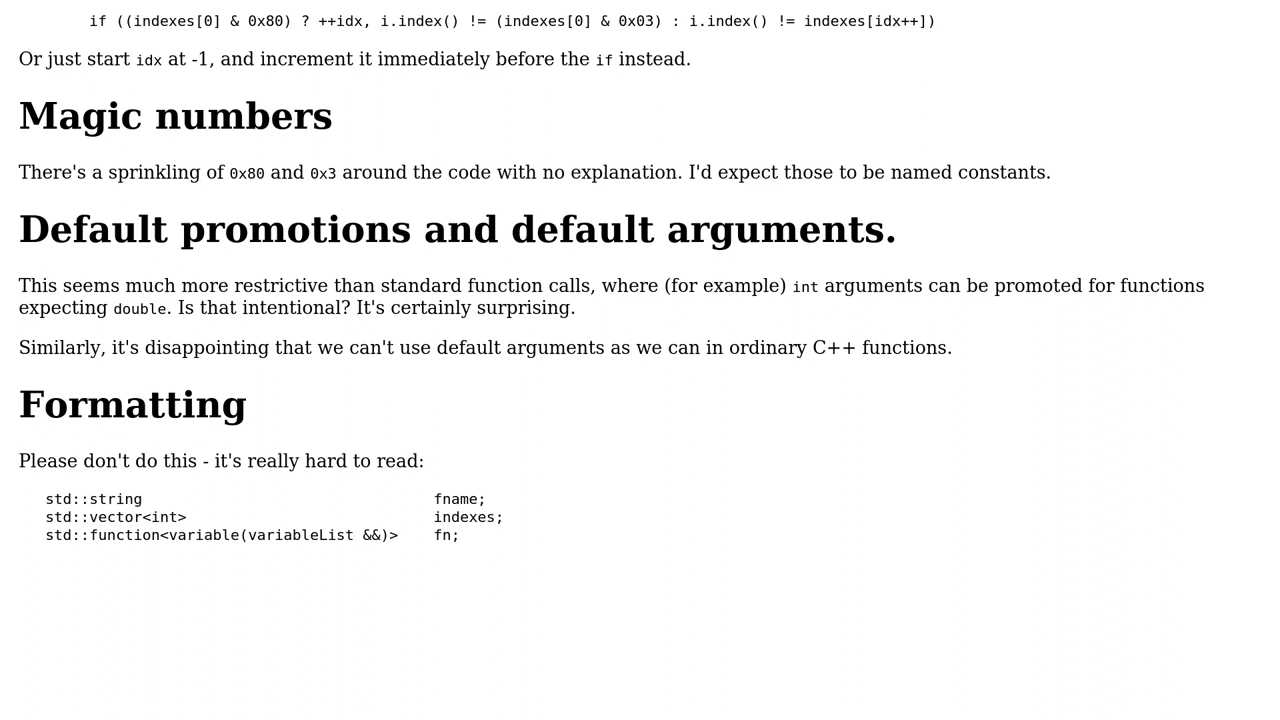 if ((indexes[0] & 0x80) ? ++idx, i.index() != (indexes[0] & 0x03) : i.index() != indexes[idx++])
Or just start idx at -1, and increment it immediately before the if instead.
Magic numbers
There's a sprinkling of 0x80 and 0x3 around the code with no explanation. I'd expect those to be named constants.
Default promotions and default arguments.
This seems much more restrictive than standard function calls, where (for example) int arguments can be promoted for functions
expecting double. Is that intentional? It's certainly surprising.
Similarly, it's disappointing that we can't use default arguments as we can in ordinary C++ functions.
Formatting
Please don't do this - it's really hard to read:
std::string fname;
std::vector<int> indexes;
std::function<variable(variableList &&)> fn;